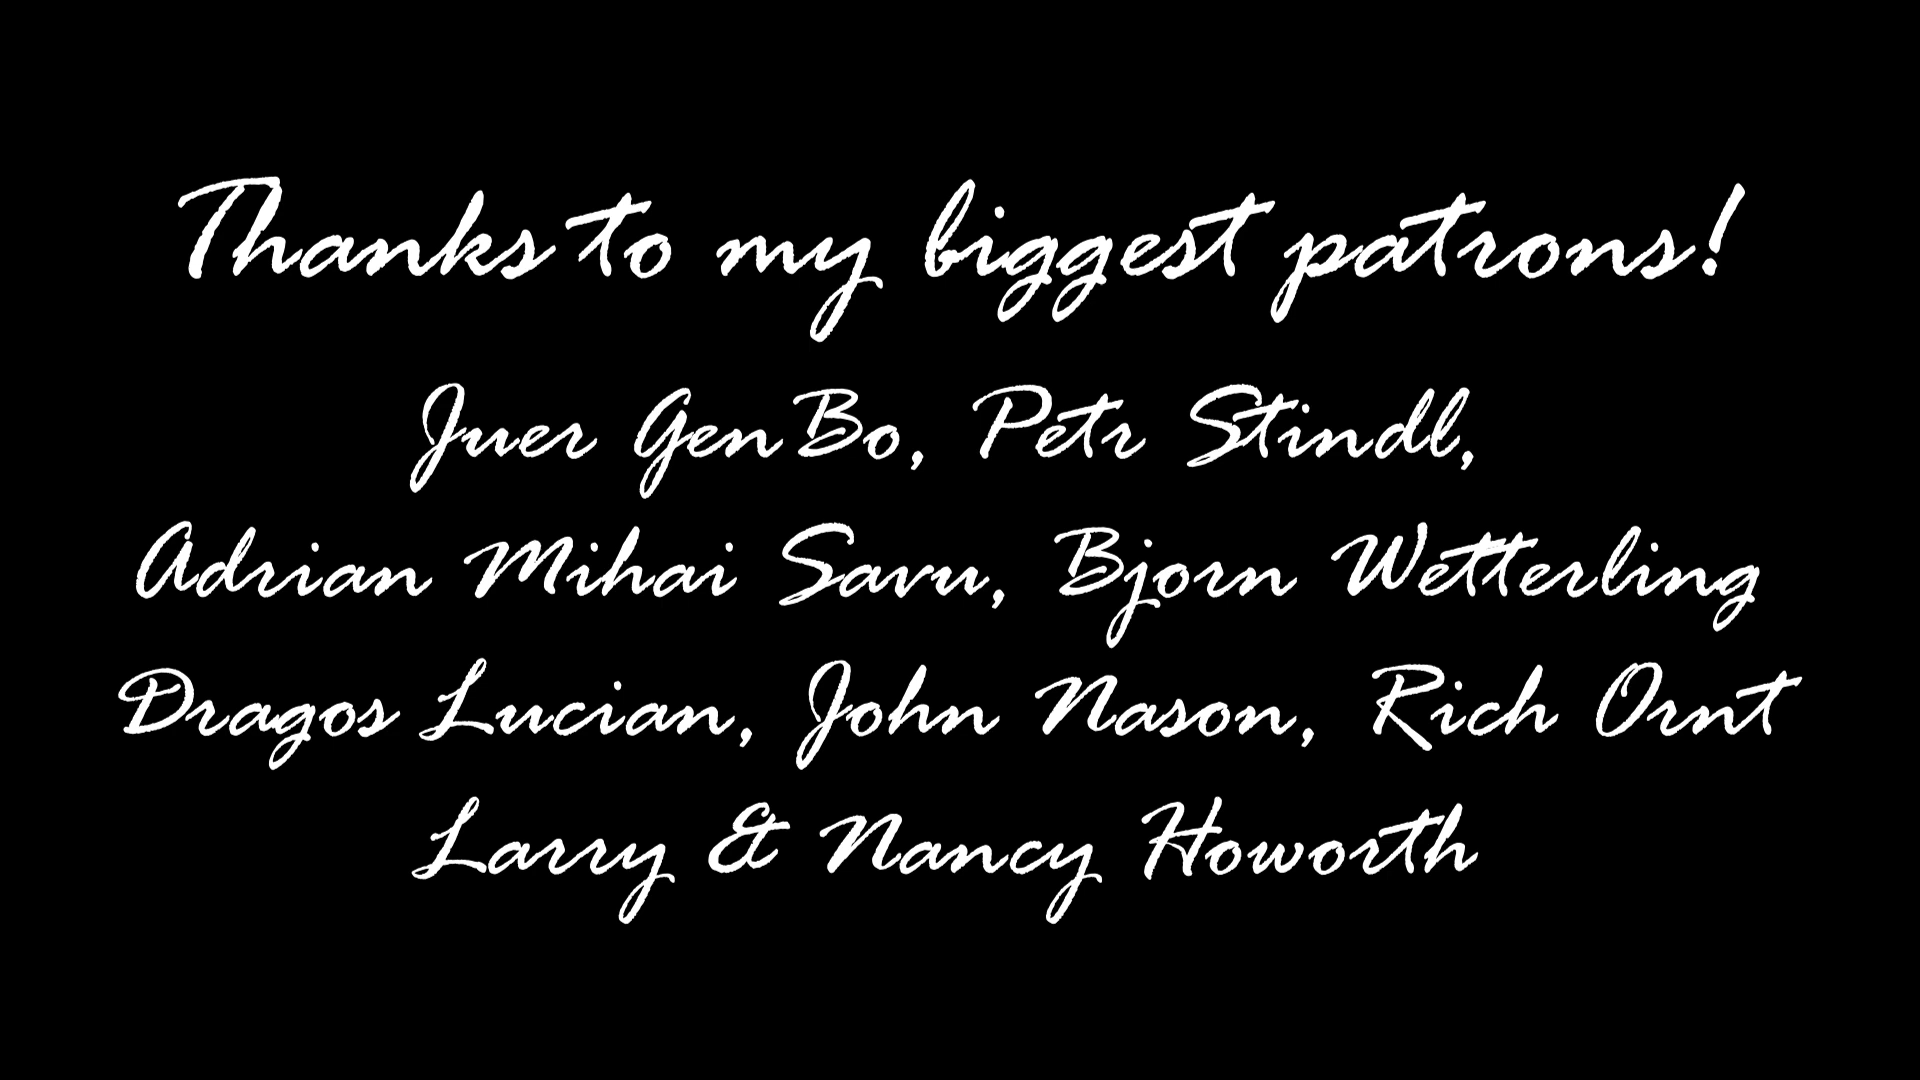 Thanks to my biggest patrons!
Juer GenBo, Petr Stindl,
Adrian Mihai Savu, Bjorn Wetterling
Dragos Lucian, John Nason, Rich Ornt
Larry & Nancy Howorth